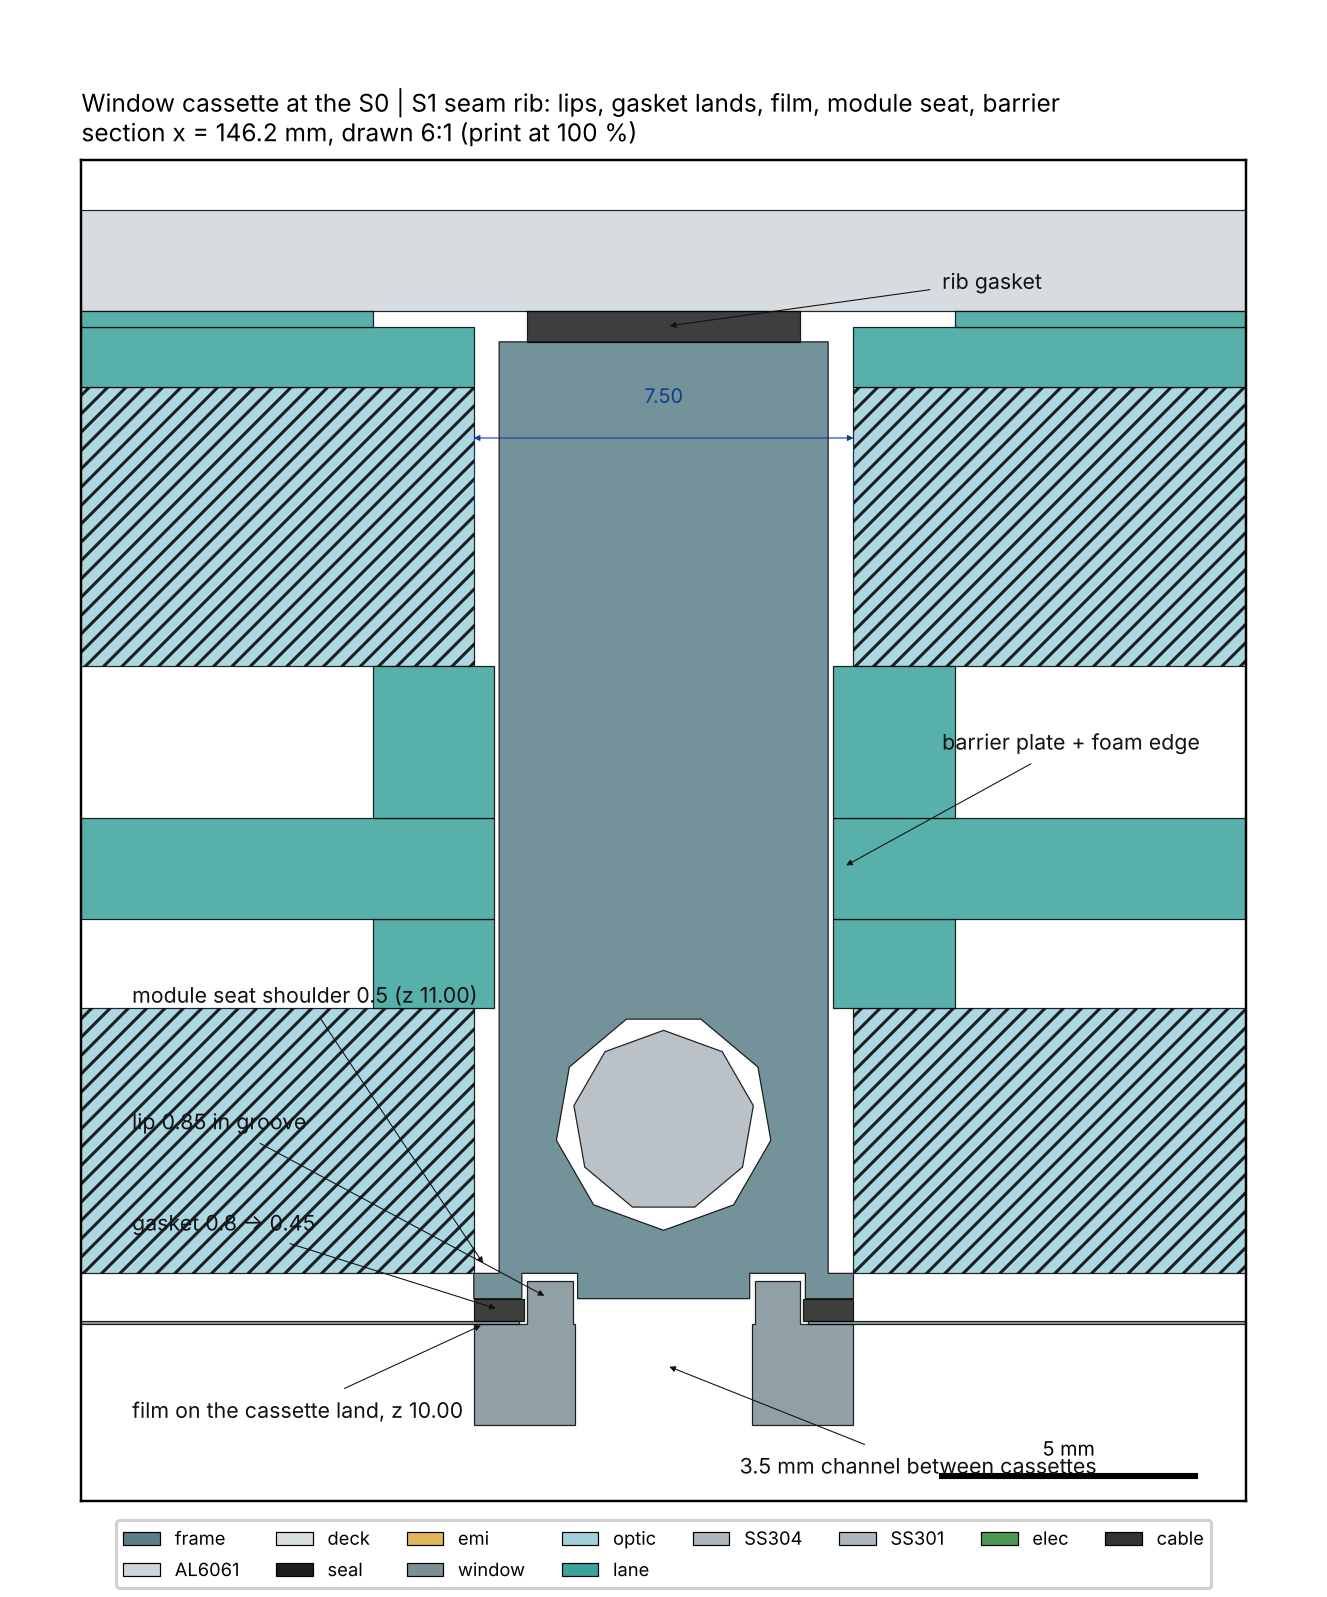 Window cassette at the S0 | S1 seam rib: lips, gasket lands, film, module seat, barrier
section x = 146.2 mm, drawn 6:1 (print at 100 %)
rib gasket
7.50
barrier plate + foam edge
module seat shoulder 0.5 (z 11.00)
lip 0.85 in groove
gasket 0.8 → 0.45
film on the cassette land, z 10.00
5 mm
3.5 mm channel between cassettes
frame deck emi optic SS304 SS301 elec cable
AL6061 seal window lane